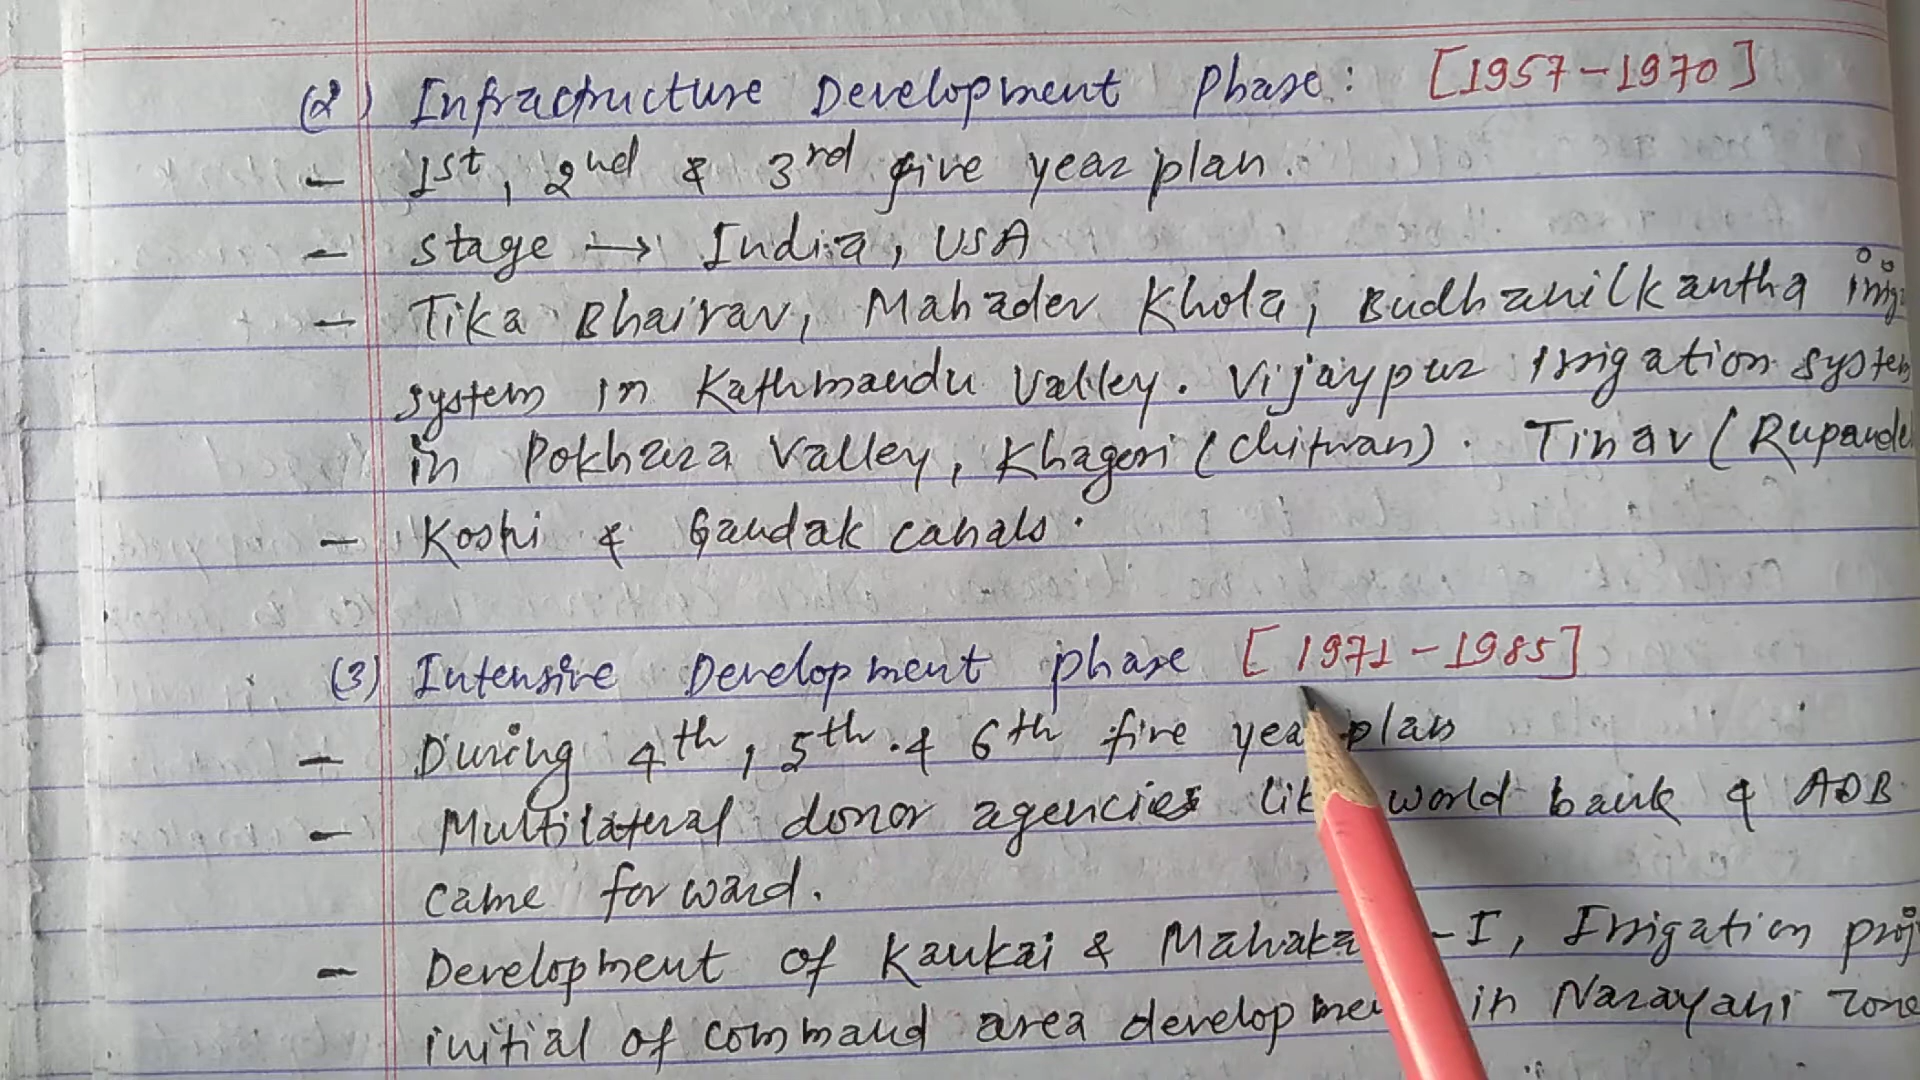 (2) Infractructure Development Phase: [1957-1970]
- 1st, 2nd & 3rd five year plan.
- stage → India, USA
- Tika Bhairav, Mahadev Khola, Budhanilkantha
system in Kathmandu Valley. Vijaypur Irrigation system
in Pokhara Valley, Khageri (Chitwan). Tinav (Rupande
- Koshi & Gandak canals.
(3) Intensive Development phase [1971-1985]
- During 4th, 5th & 6th five year plan
- Multilateral donor agencies world bank & ADB
came forward.
- Development of Kankai & Mahaka -I, Irrigation proj
initial of command area developme in Narayani zone